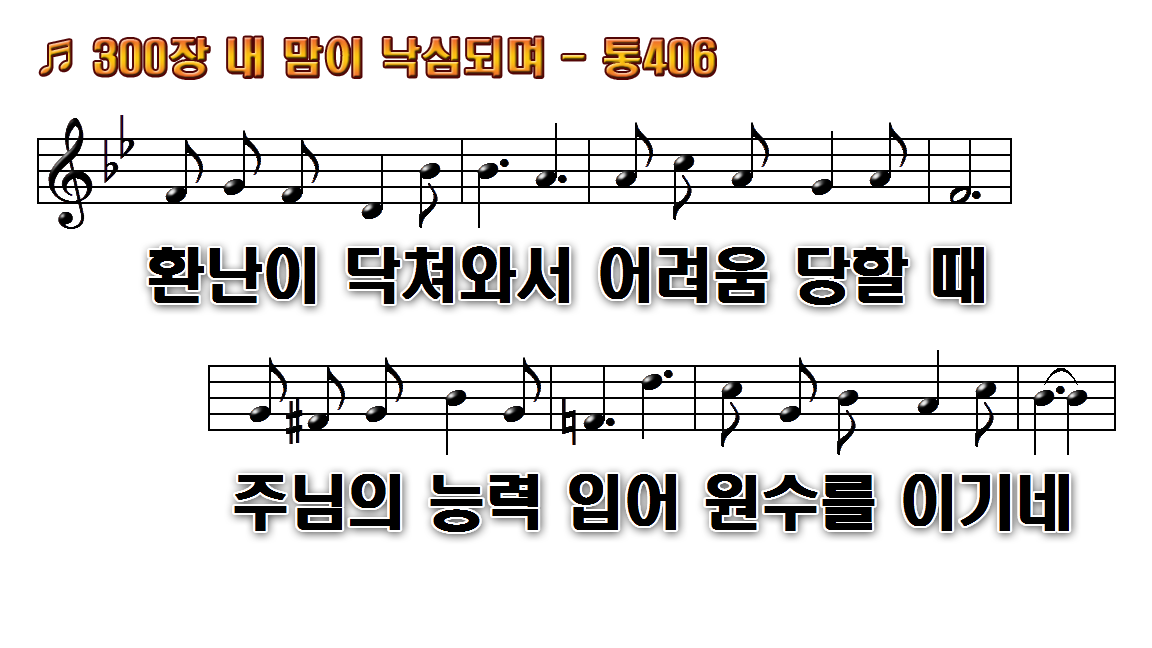 ♬ 300장 내 맘이 낙심되며 - 통406
환난이 닥쳐와서 어려움 당할 때
주님의 능력 입어 원수를 이기네